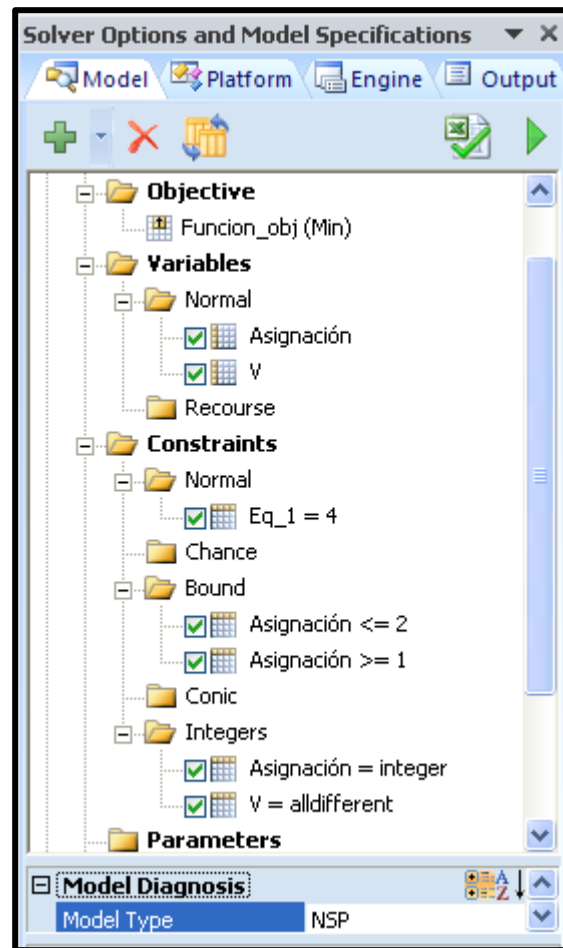 Solver Options and Model Specifications
Model Platform Engine Output
Objective
Funcion_obj (Min)
Variables
Normal
Asignación
V
Recourse
Constraints
Normal
Eq_1 = 4
Chance
Bound
Asignación <= 2
Asignación >= 1
Conic
Integers
Asignación = integer
V = alldifferent
Parameters
Model Diagnosis
Model Type NSP